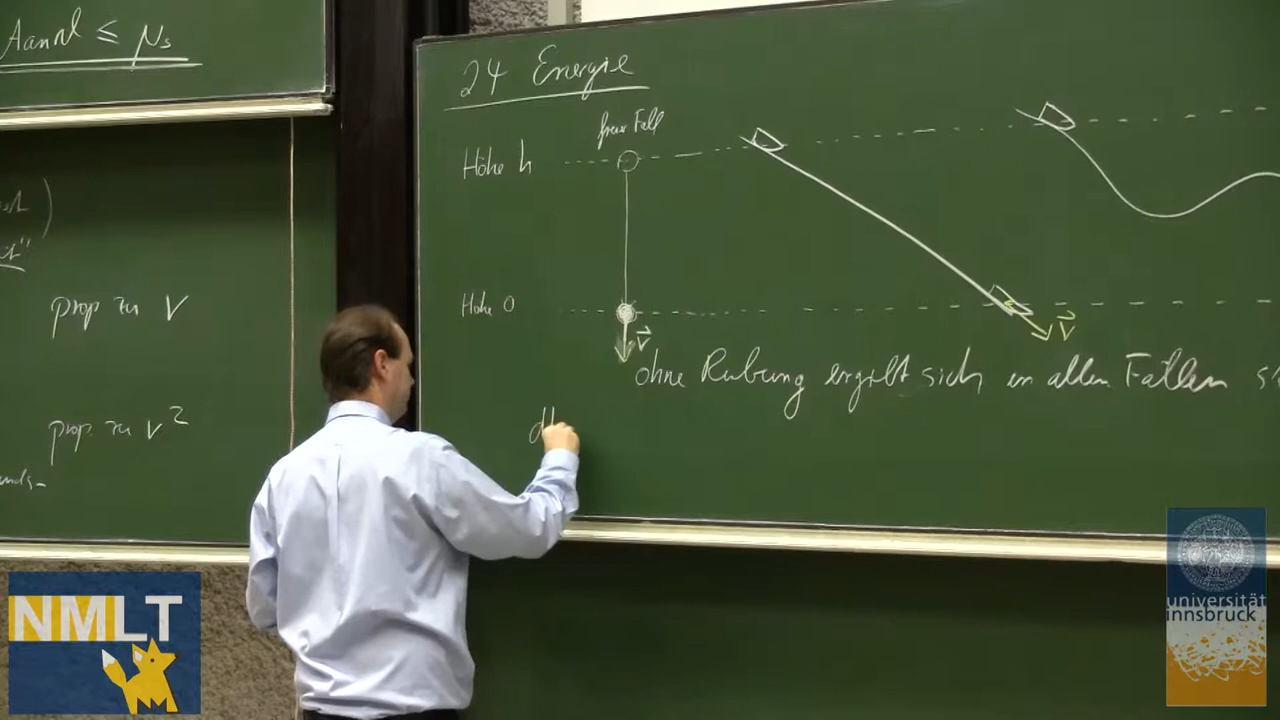 ≤ μs
prop zu v
prop. zu v²
24 Energie
freier Fall
Höhe h
Höhe 0
v⃗
v⃗
ohne Reibung ergibt sich in allen Fällen
NMLT
universität
innsbruck